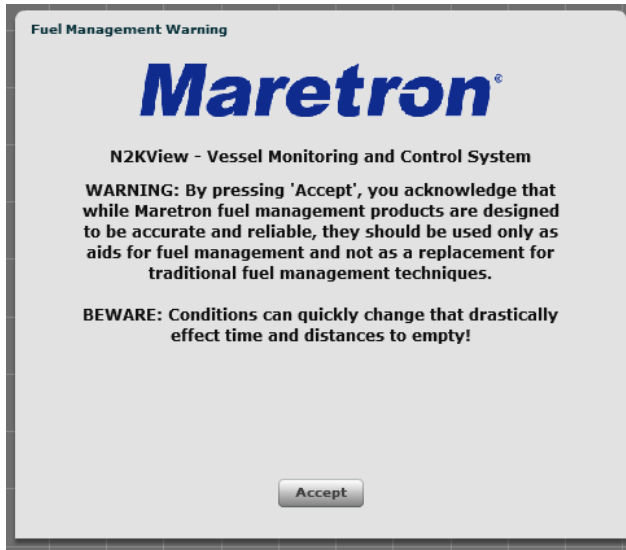 Fuel Management Warning
Maretron®
N2KView - Vessel Monitoring and Control System
WARNING: By pressing 'Accept', you acknowledge that
while Maretron fuel management products are designed
to be accurate and reliable, they should be used only as
aids for fuel management and not as a replacement for
traditional fuel management techniques.
BEWARE: Conditions can quickly change that drastically
effect time and distances to empty!
Accept